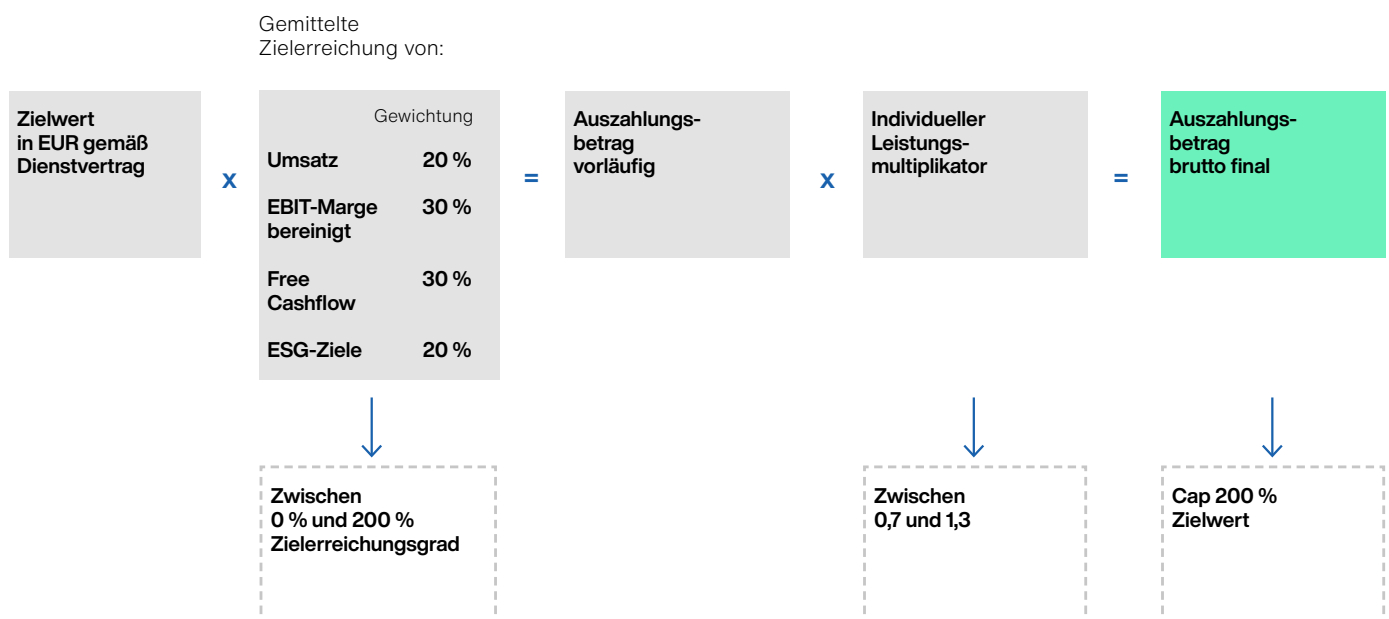 Gemittelte
Zielerreichung von:
Zielwert
in EUR gemäß
Dienstvertrag
x
Gewichtung
Umsatz 20 %
EBIT-Marge 30 %
bereinigt
Free 30 %
Cashflow
ESG-Ziele 20 %
=
Auszahlungs-
betrag
vorläufig
x
Individueller
Leistungs-
multiplikator
=
Auszahlungs-
betrag
brutto final
Zwischen
0 % und 200 %
Zielerreichungsgrad
Zwischen
0,7 und 1,3
Cap 200 %
Zielwert